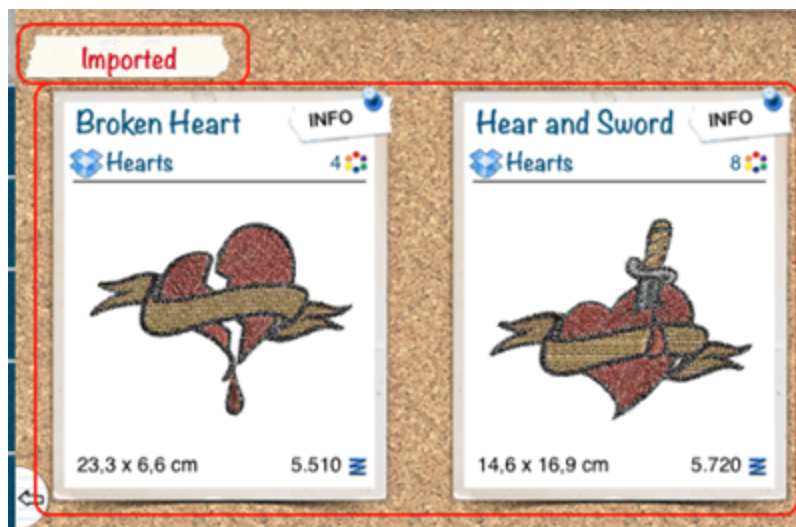 Imported
Broken Heart
INFO
Hearts
4
23,3 x 6,6 cm
5.510
Hear and Sword
INFO
Hearts
8
14,6 x 16,9 cm
5.720